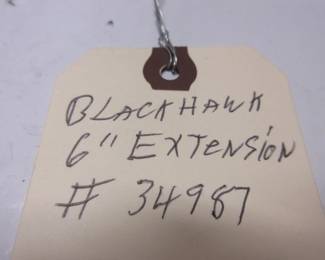 BLACKHAWK
6" EXTENSION
# 34987